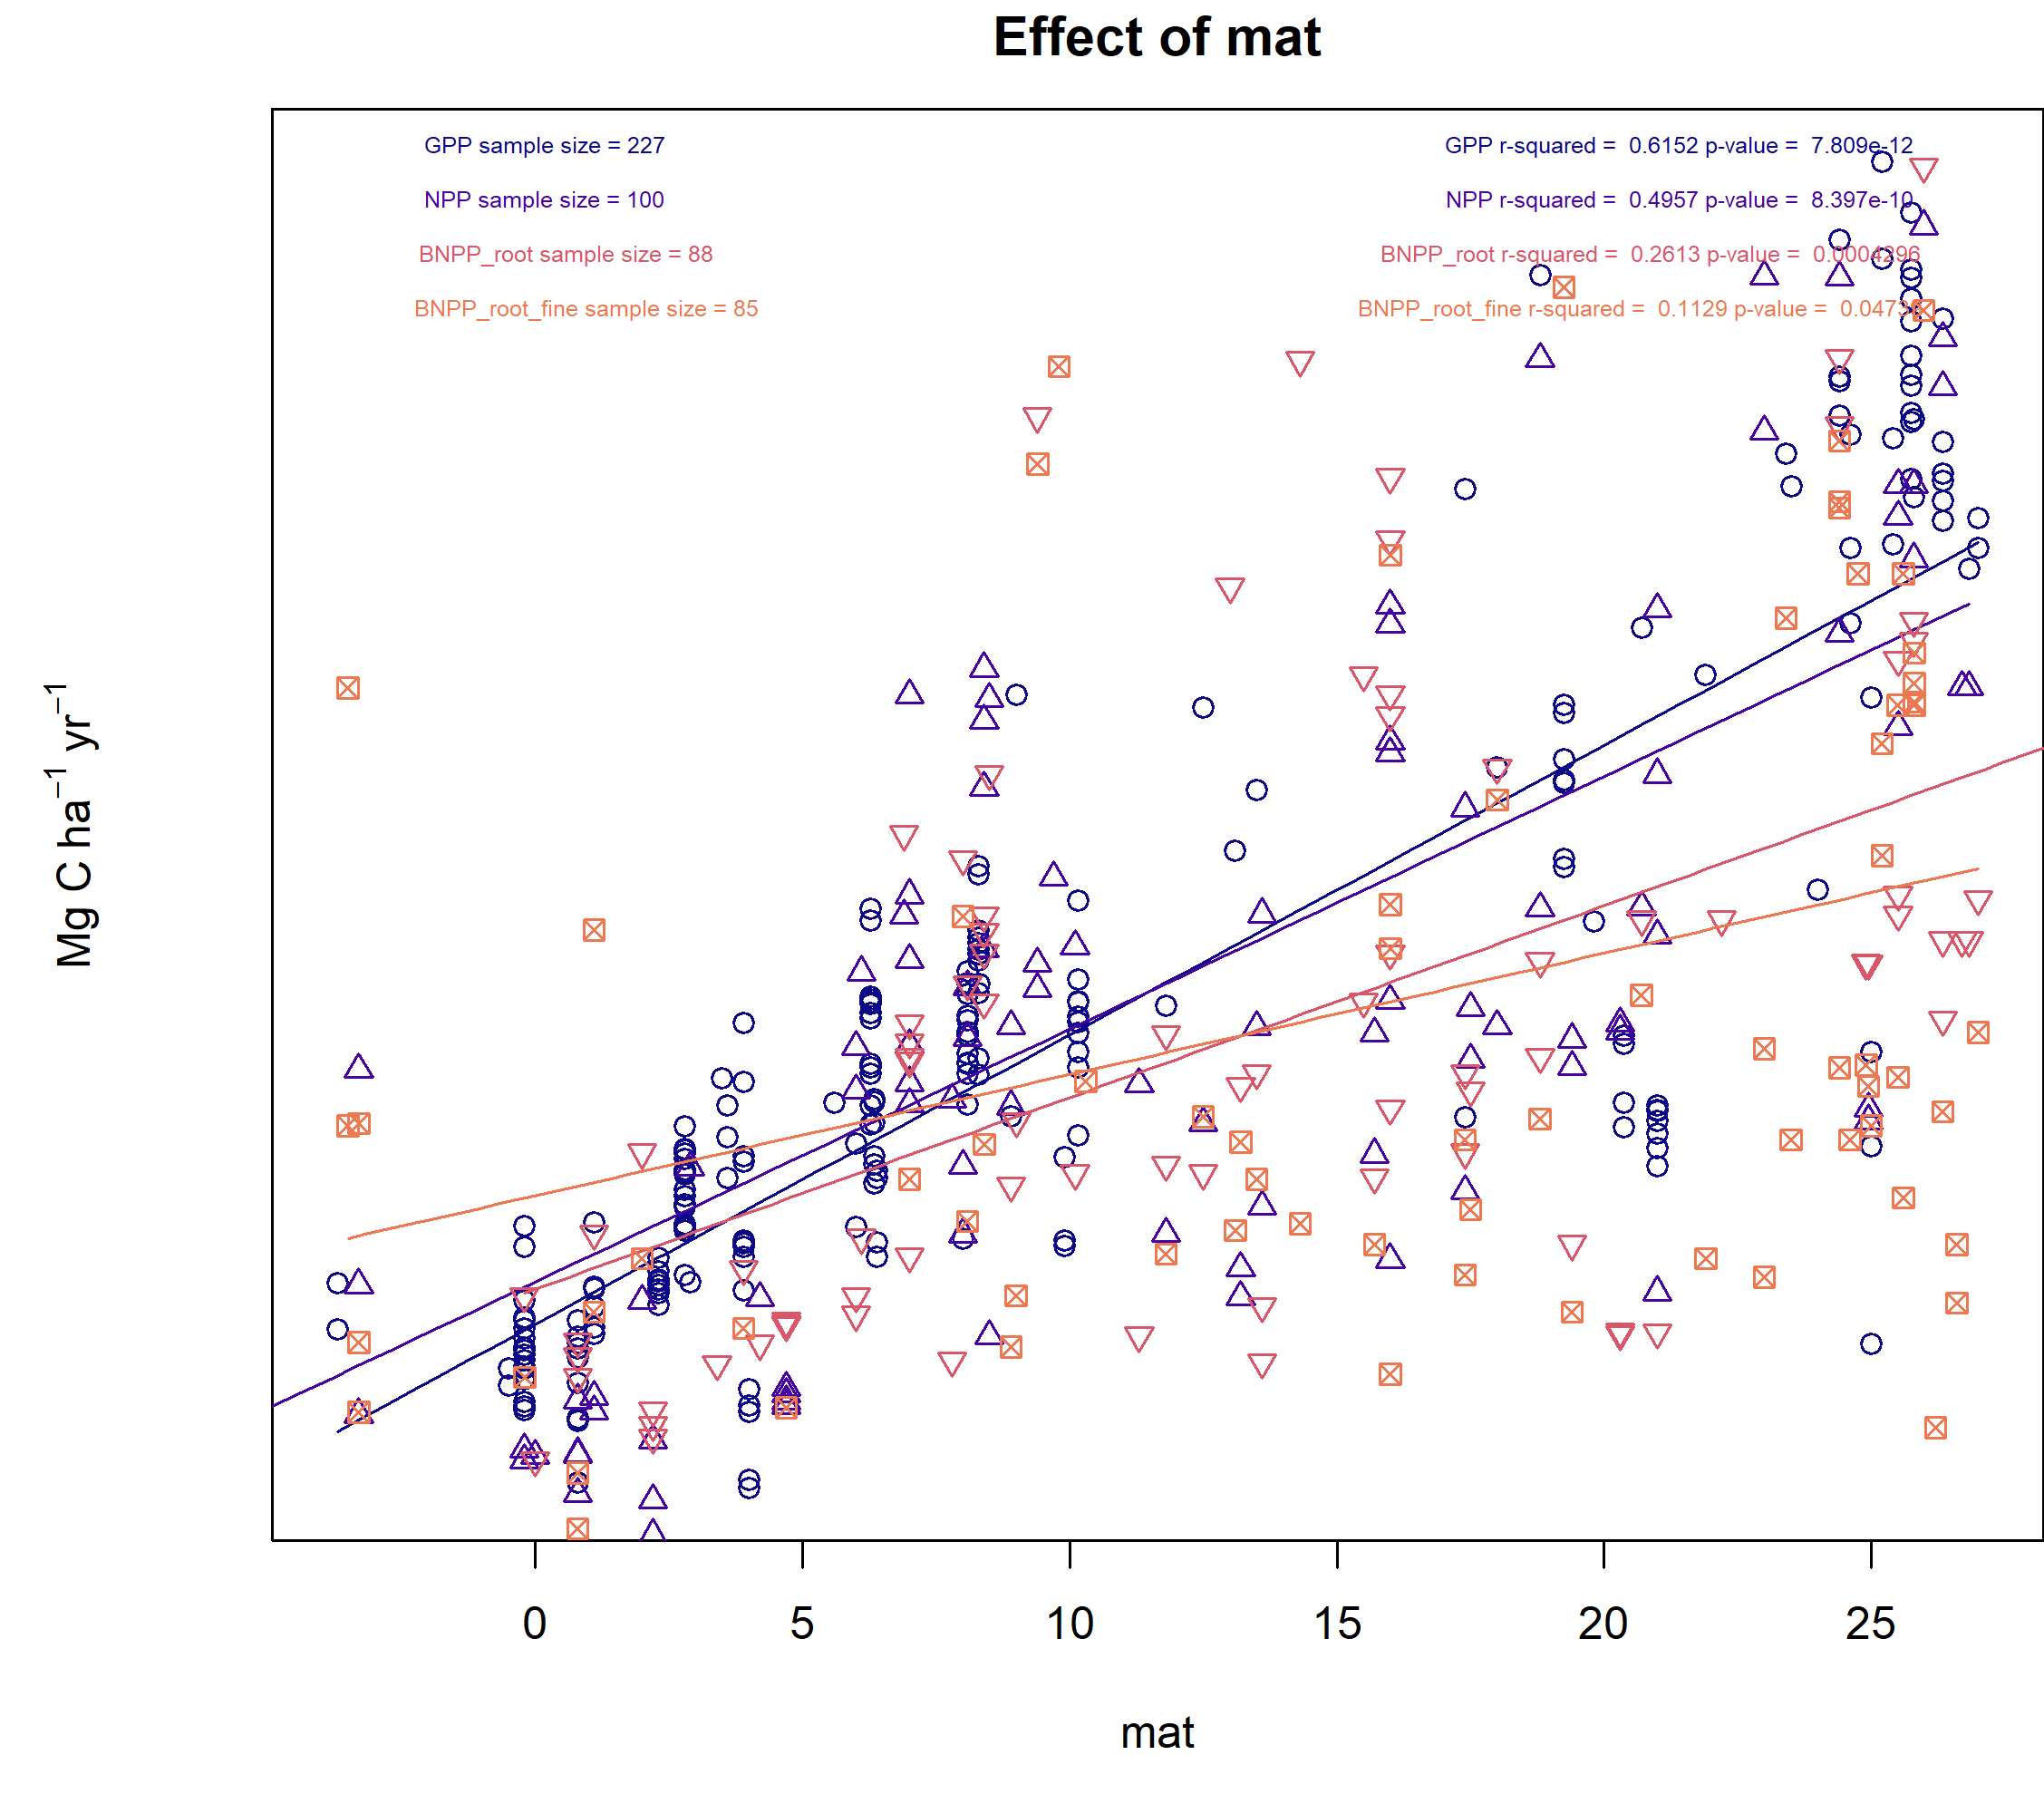 Effect of mat
GPP sample size = 227
GPP r-squared = 0.6152 p-value = 7.809e-12
NPP sample size = 100
NPP r-squared = 0.4957 p-value = 8.397e-10
BNPP_root sample size = 88
BNPP_root r-squared = 0.2613 p-value = 0.0004296
BNPP_root_fine sample size = 85
BNPP_root_fine r-squared = 0.1129 p-value =
Mg C ha⁻¹ yr⁻¹
0 5 10 15 20 25
mat